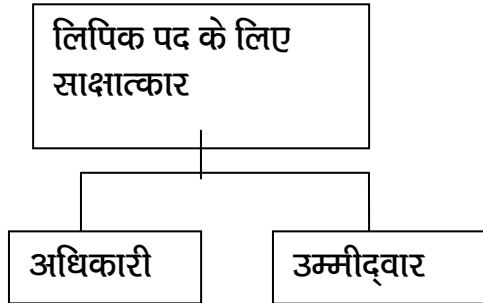 लिपिक पद के लिए
साक्षात्कार
अधिकारी
उम्मीद्‌वार